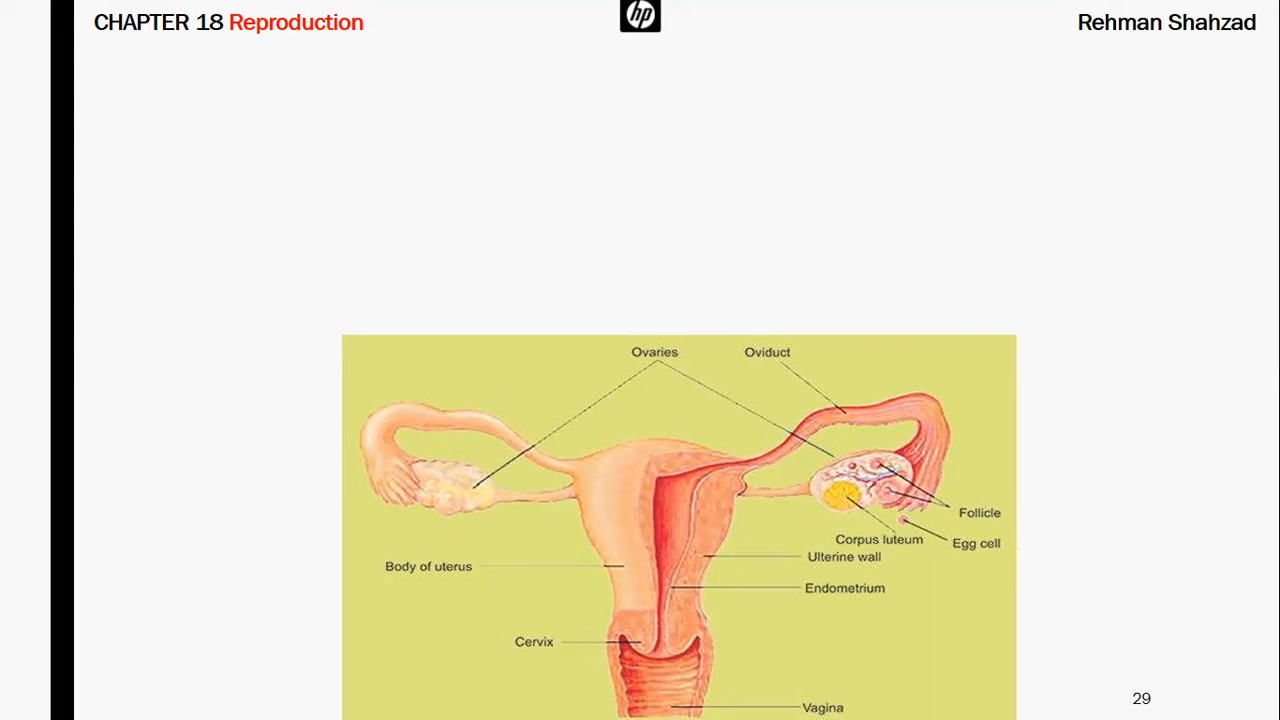 CHAPTER 18 Reproduction
hp
Rehman Shahzad
Ovaries
Oviduct
Follicle
Corpus luteum
Egg cell
Ulterine wall
Body of uterus
Endometrium
Cervix
Vagina
29